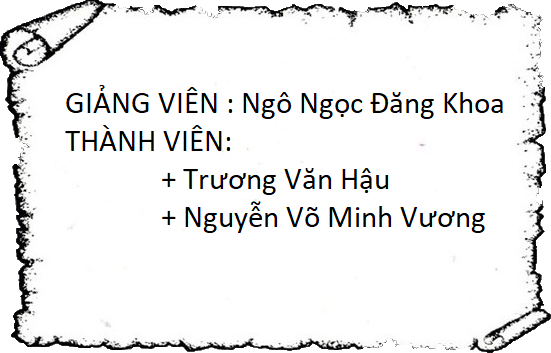 GIẢNG VIÊN : Ngô Ngọc Đăng Khoa
THÀNH VIÊN:
+ Trương Văn Hậu
+ Nguyễn Võ Minh Vương